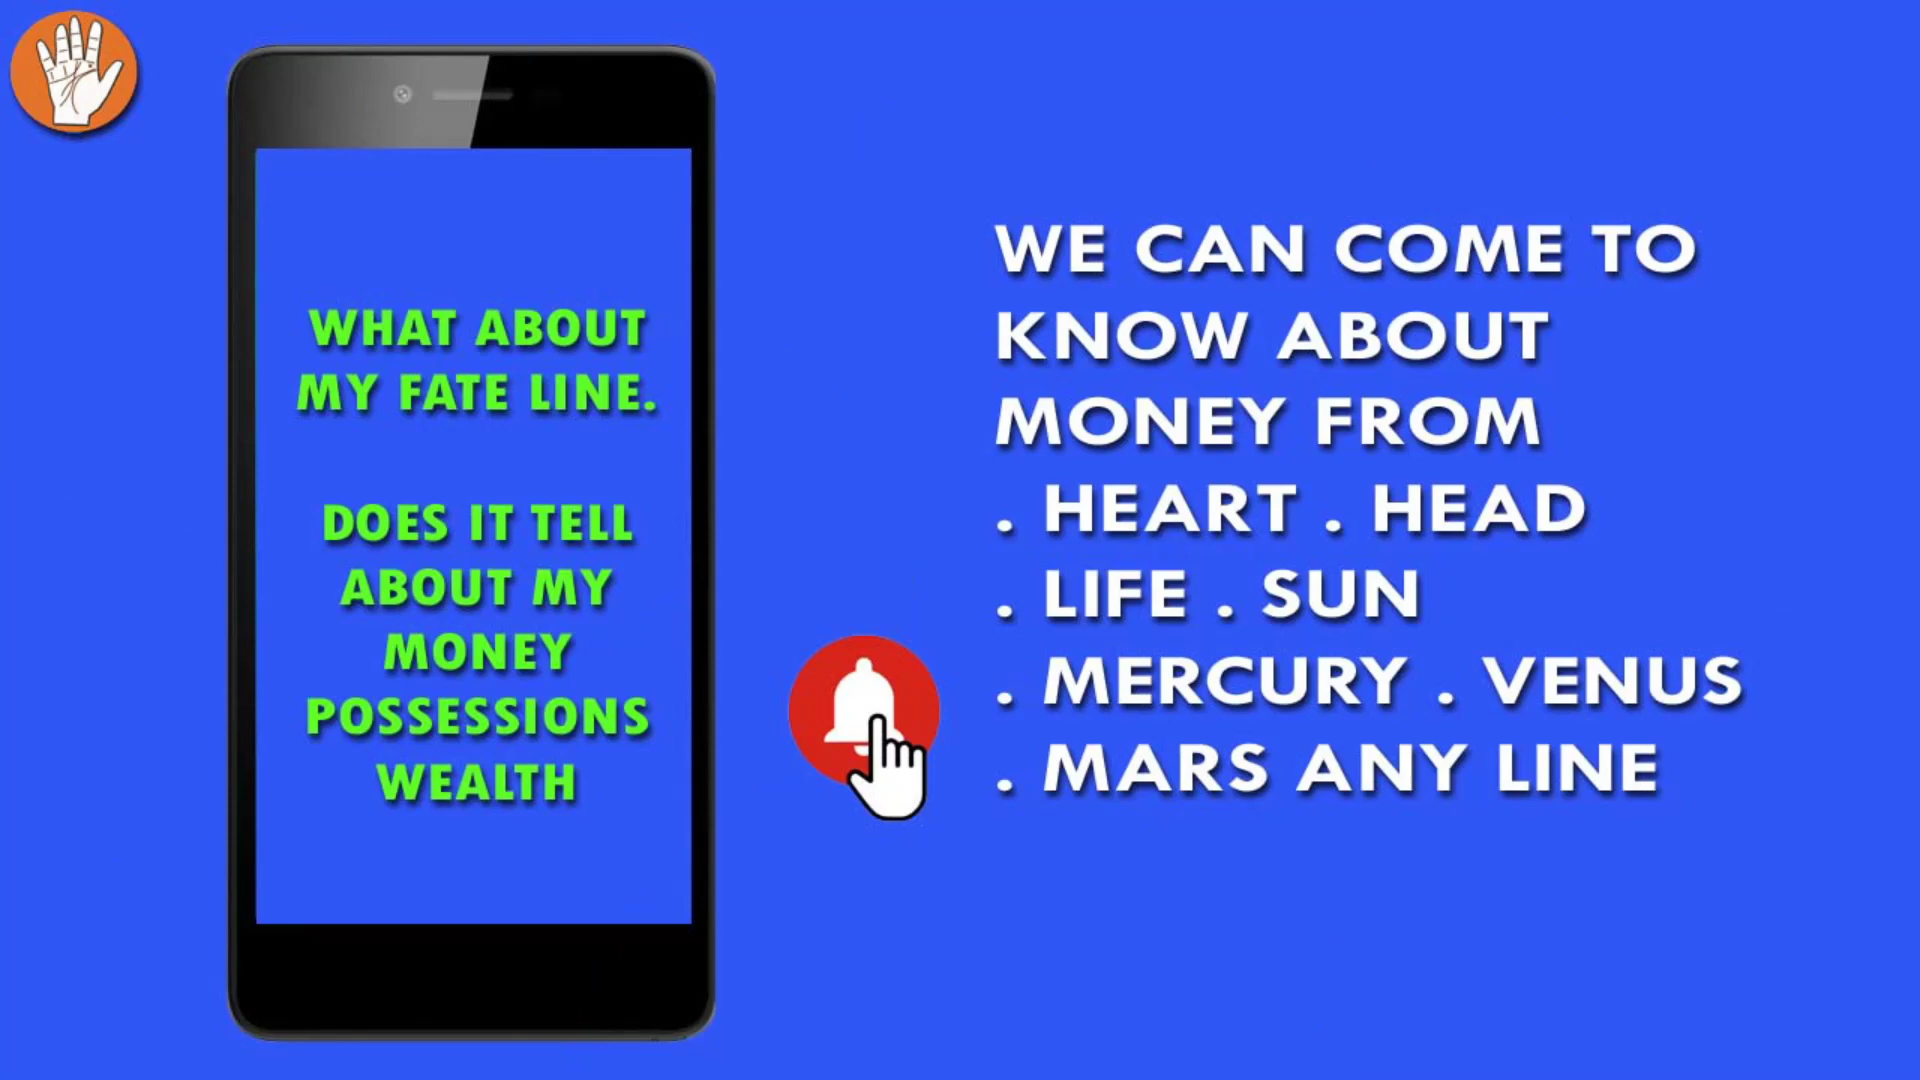 WHAT ABOUT
MY FATE LINE.
DOES IT TELL
ABOUT MY
MONEY
POSSESSIONS
WEALTH
WE CAN COME TO
KNOW ABOUT
MONEY FROM
. HEART . HEAD
. LIFE . SUN
. MERCURY . VENUS
. MARS ANY LINE